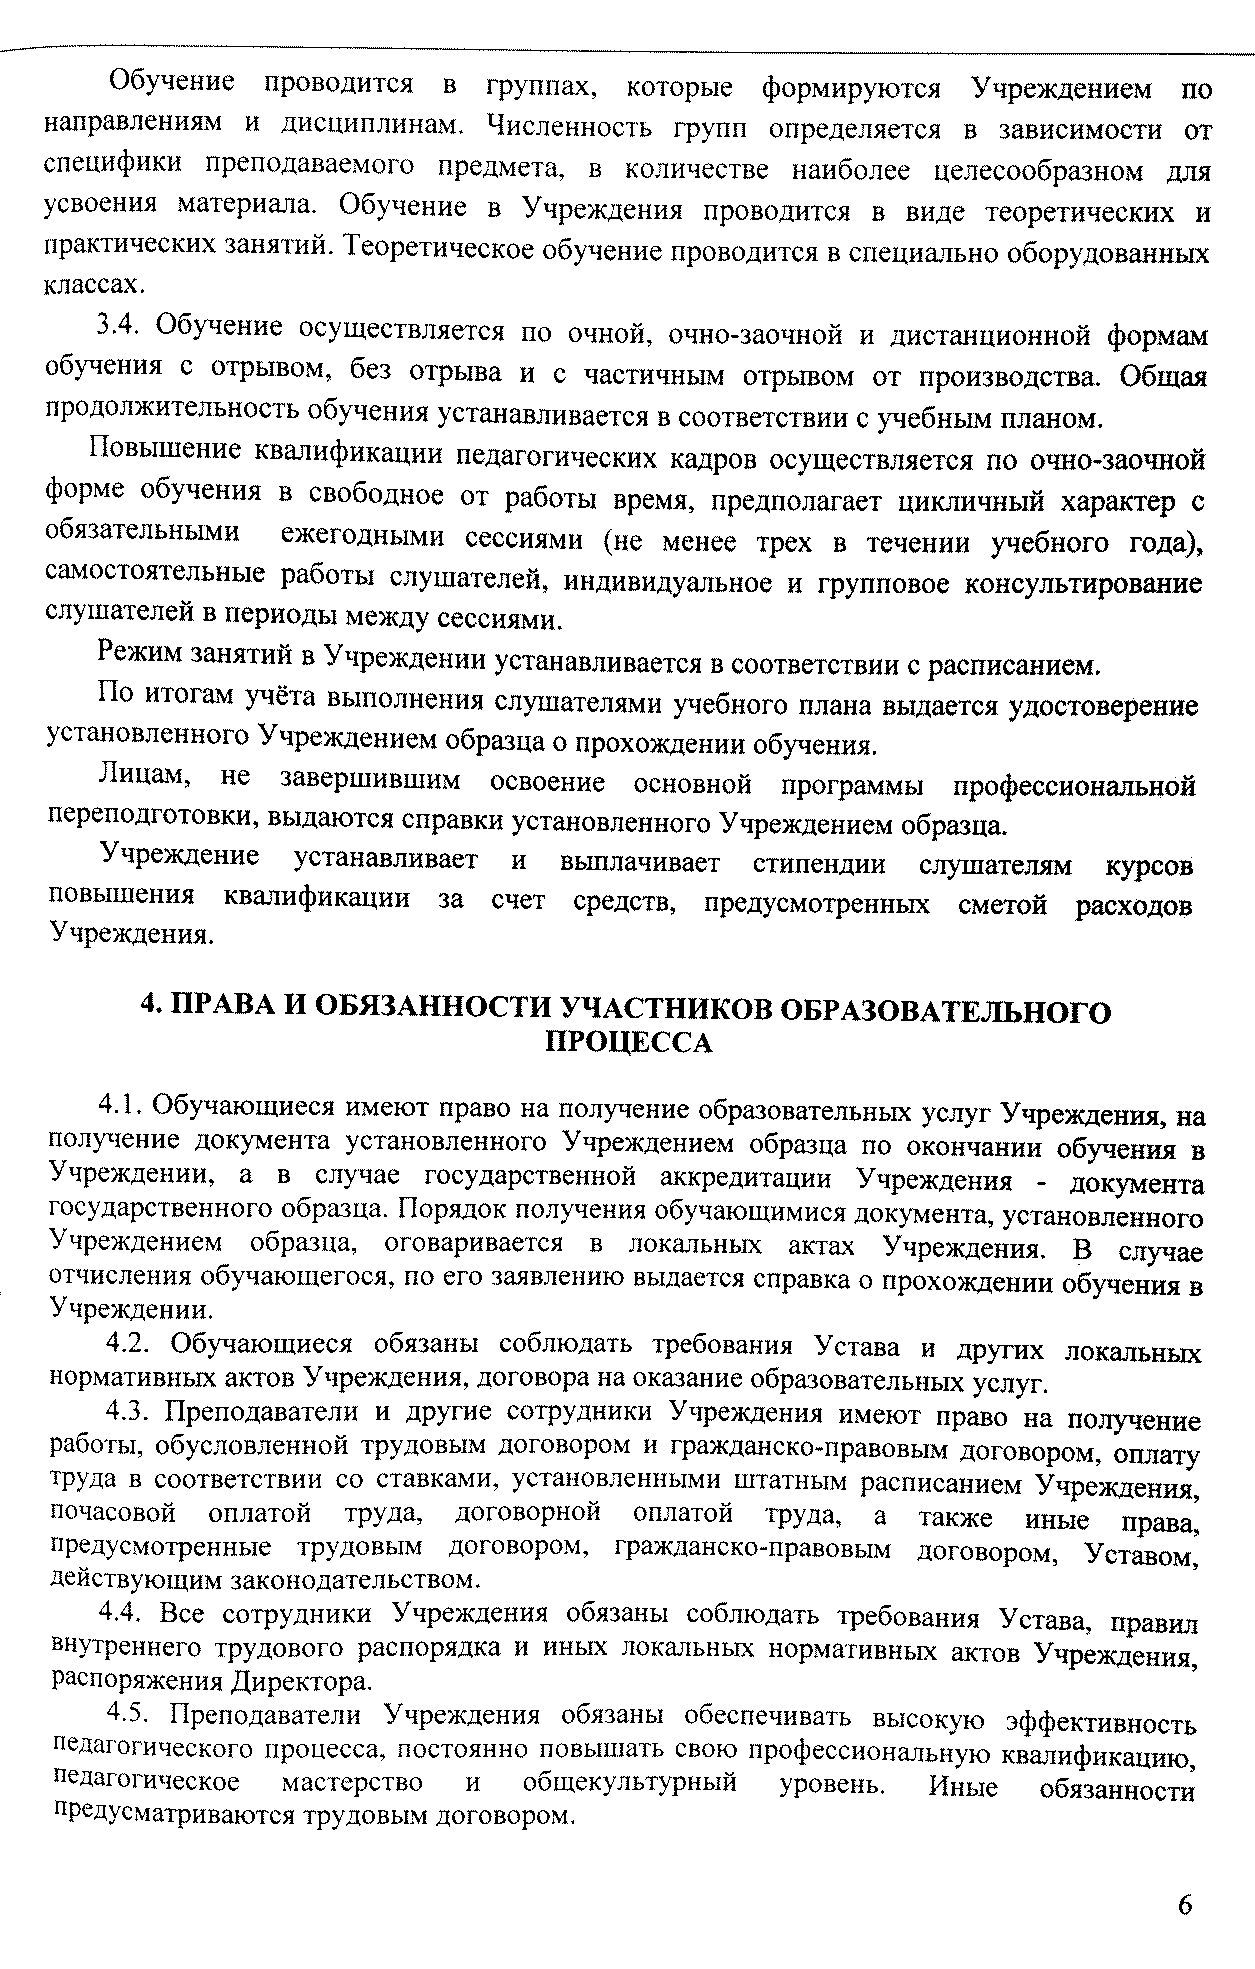 Обучение проводится в группах, которые формируются Учреждением по
направлениям и дисциплинам. Численность групп определяется в зависимости от
специфики преподаваемого предмета, в количестве наиболее целесообразном для
усвоения материала. Обучение в Учреждения проводится в виде теоретических и
практических занятий. Теоретическое обучение проводится в специально оборудованных
классах.
3.4. Обучение осуществляется по очной, очно-заочной и дистанционной формам
обучения с отрывом, без отрыва и с частичным отрывом от производства. Общая
продолжительность обучения устанавливается в соответствии с учебным планом.
Повышение квалификации педагогических кадров осуществляется по очно-заочной
форме обучения в свободное от работы время, предполагает цикличный характер с
обязательными ежегодными сессиями (не менее трех в течении учебного года),
самостоятельные работы слушателей, индивидуальное и групповое консультирование
слушателей в периоды между сессиями.
Режим занятий в Учреждении устанавливается в соответствии с расписанием.
По итогам учёта выполнения слушателями учебного плана выдается удостоверение
установленного Учреждением образца о прохождении обучения.
Лицам, не завершившим освоение основной программы профессиональной
переподготовки, выдаются справки установленного Учреждением образца.
Учреждение устанавливает и выплачивает стипендии слушателям курсов
повышения квалификации за счет средств, предусмотренных сметой расходов
Учреждения.
4. ПРАВА И ОБЯЗАННОСТИ УЧАСТНИКОВ ОБРАЗОВАТЕЛЬНОГО
ПРОЦЕССА
4.1. Обучающиеся имеют право на получение образовательных услуг Учреждения, на
получение документа установленного Учреждением образца по окончании обучения в
Учреждении, а в случае государственной аккредитации Учреждения - документа
государственного образца. Порядок получения обучающимися документа, установленного
Учреждением образца, оговаривается в локальных актах Учреждения. В случае
отчисления обучающегося, по его заявлению выдается справка о прохождении обучения в
Учреждении.
4.2. Обучающиеся обязаны соблюдать требования Устава и других локальных
нормативных актов Учреждения, договора на оказание образовательных услуг.
4.3. Преподаватели и другие сотрудники Учреждения имеют право на получение
работы, обусловленной трудовым договором и гражданско-правовым договором, оплату
труда в соответствии со ставками, установленными штатным расписанием Учреждения,
почасовой оплатой труда, договорной оплатой труда, а также иные права,
предусмотренные трудовым договором, гражданско-правовым договором, Уставом,
действующим законодательством.
4.4. Все сотрудники Учреждения обязаны соблюдать требования Устава, правил
внутреннего трудового распорядка и иных локальных нормативных актов Учреждения,
распоряжения Директора.
4.5. Преподаватели Учреждения обязаны обеспечивать высокую эффективность
педагогического процесса, постоянно повышать свою профессиональную квалификацию,
педагогическое мастерство и общекультурный уровень. Иные обязанности
предусматриваются трудовым договором.
6